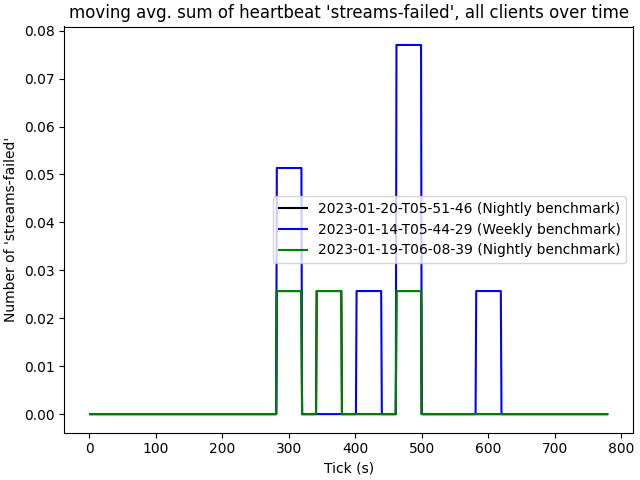 moving avg. sum of heartbeat 'streams-failed', all clients over time
Number of 'streams-failed'
0.08
0.07
0.06
0.05
0.04
0.03
0.02
0.01
0.00
2023-01-20-T05-51-46 (Nightly benchmark)
2023-01-14-T05-44-29 (Weekly benchmark)
2023-01-19-T06-08-39 (Nightly benchmark)
0 100 200 300 400 500 600 700 800
Tick (s)